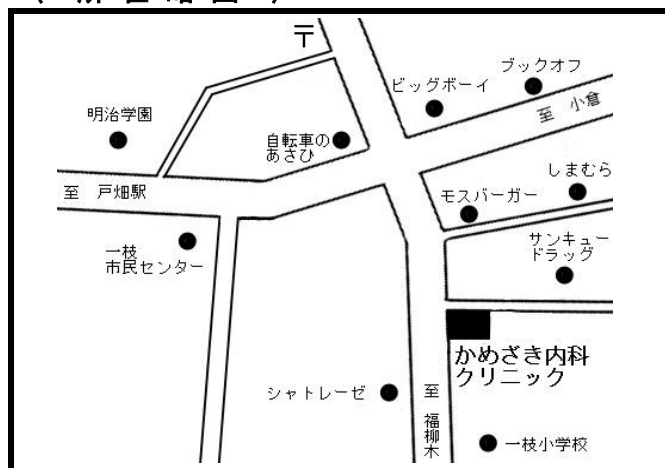 〒
ブックオフ
ビッグボーイ
至 小倉
明治学園
自転車の
あさひ
しまむら
至 戸畑駅
モスバーガー
一枝
市民センター
サンキュー
ドラッグ
かめざき内科
クリニック
シャトレーゼ
至 福柳木
一枝小学校